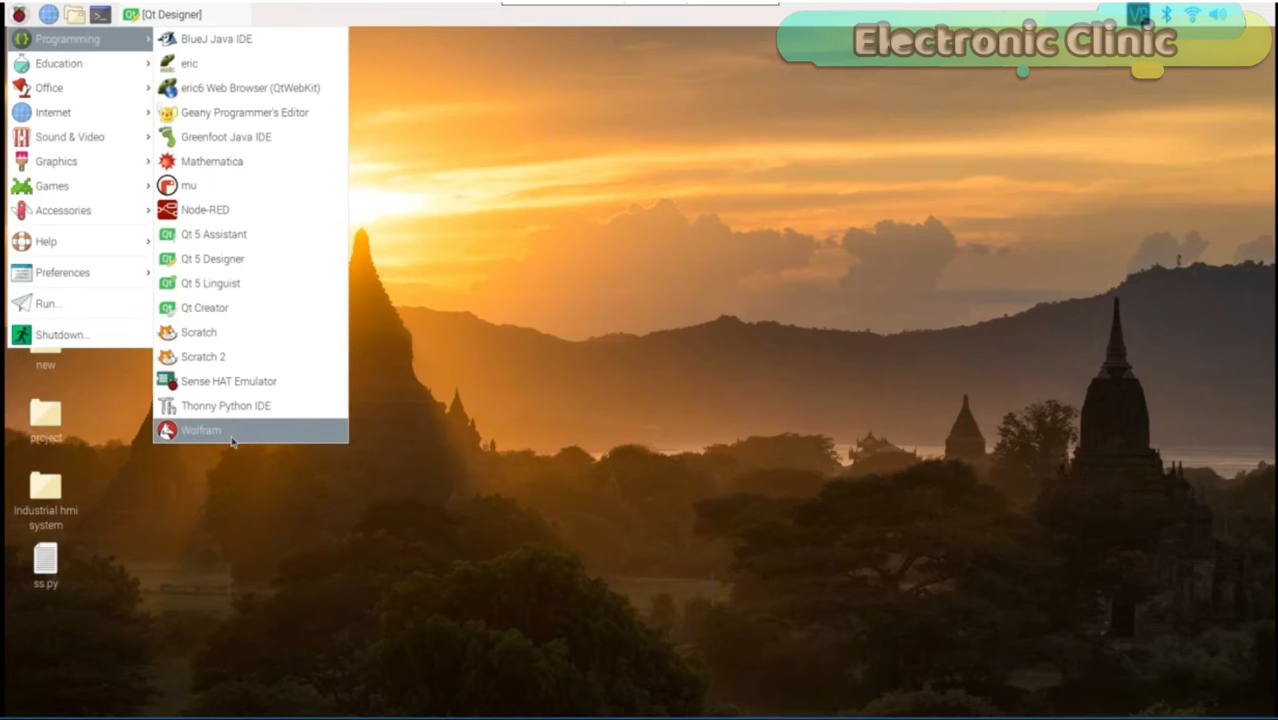 [Qt Designer]
V2
Electronic Clinic
Programming
Education
Office
Internet
Sound & Video
Graphics
Games
Accessories
Help
Preferences
Run...
Shutdown...
BlueJ Java IDE
eric
eric6 Web Browser (QtWebKit)
Geany Programmer's Editor
Greenfoot Java IDE
Mathematica
mu
Node-RED
Qt 5 Assistant
Qt 5 Designer
Qt 5 Linguist
Qt Creator
Scratch
Scratch 2
Sense HAT Emulator
Thonny Python IDE
Wolfram
new
project
Industrial hmi
system
ss.py